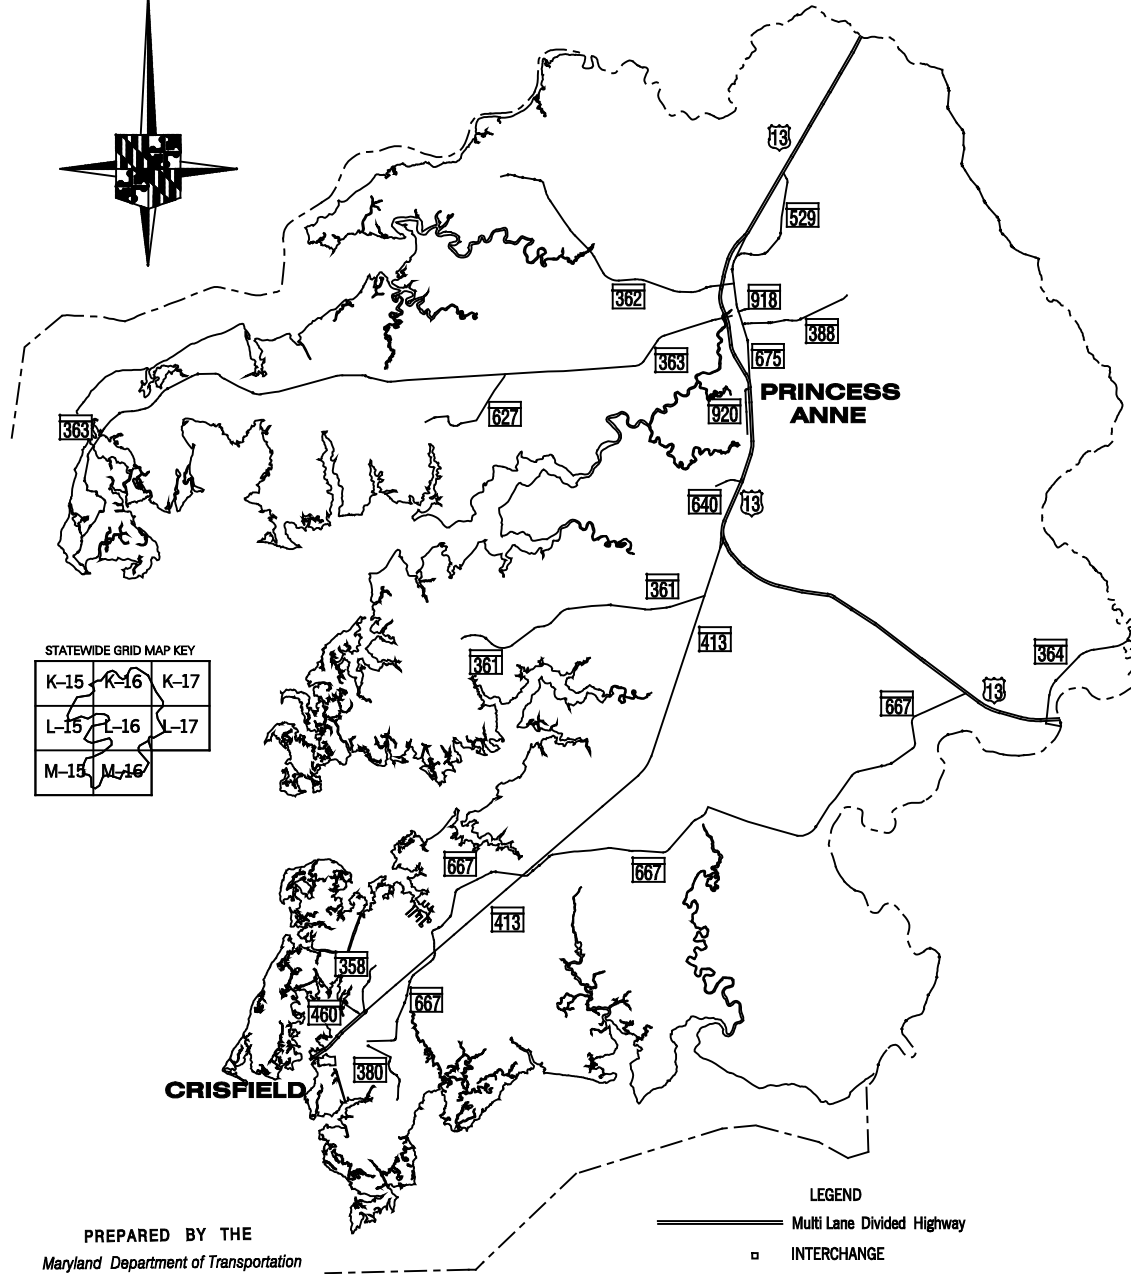 13
529
362
918
388
363
675
PRINCESS
ANNE
920
627
363
640
13
361
413
361
364
STATEWIDE GRID MAP KEY
K-15 K-16 K-17
L-15 L-16 L-17
M-15 M-16
13
667
667
667
413
358
667
460
380
CRISFIELD
LEGEND
Multi Lane Divided Highway
INTERCHANGE
PREPARED BY THE
Maryland Department of Transportation